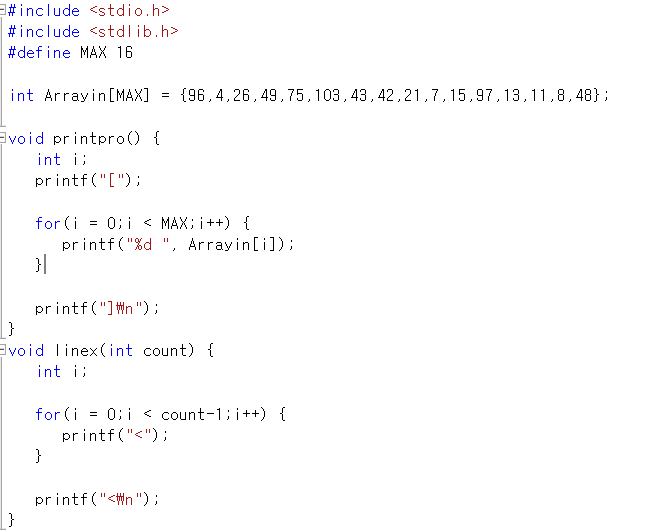 #include <stdio.h>
#include <stdlib.h>
#define MAX 16
int Arrayin[MAX] = {96,4,26,49,75,103,43,42,21,7,15,97,13,11,8,48};
void printpro() {
int i;
printf("[");
for(i = 0;i < MAX;i++) {
printf("%d ", Arrayin[i]);
}
printf("]₩n");
}
void linex(int count) {
int i;
for(i = 0;i < count-1;i++) {
printf("<");
}
printf("<₩n");
}